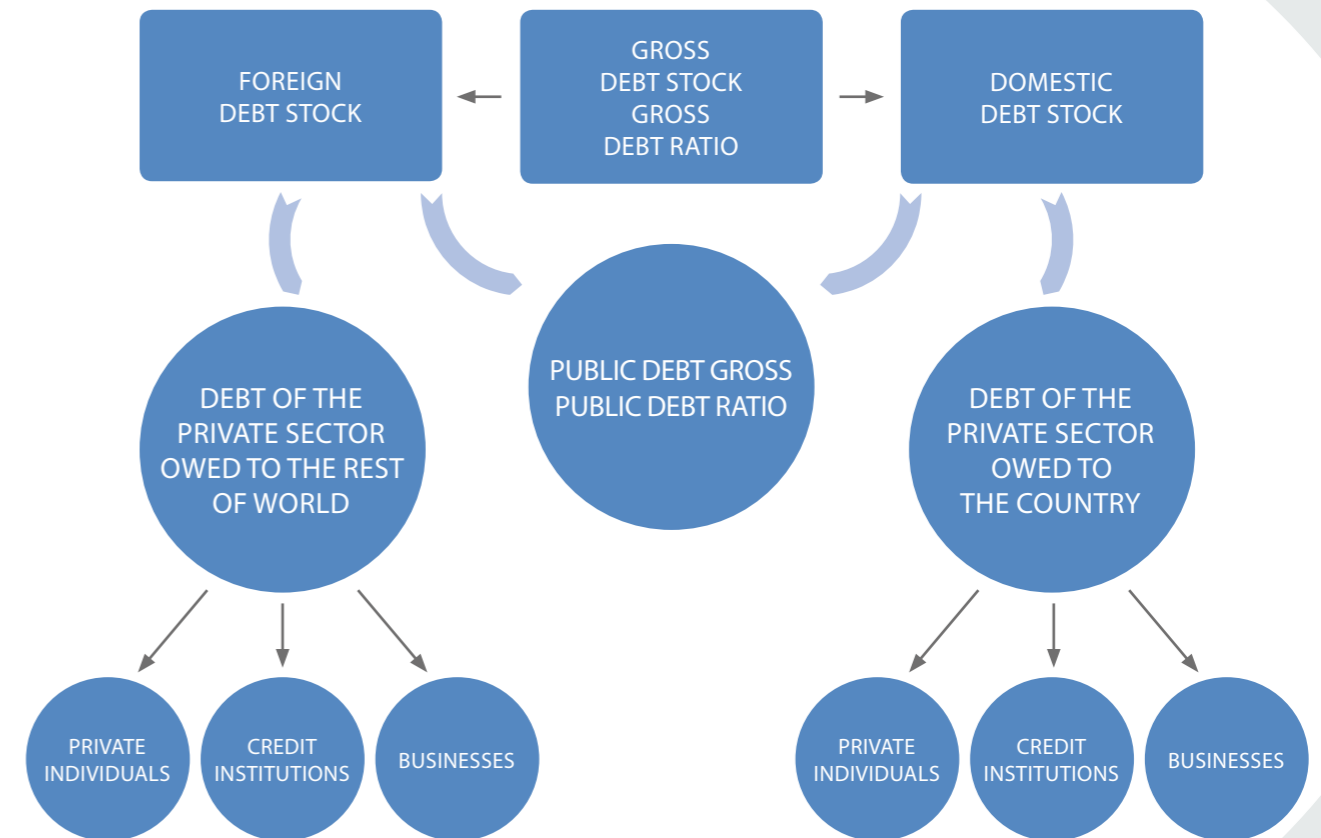 FOREIGN
DEBT STOCK
GROSS
DEBT STOCK
GROSS
DEBT RATIO
DOMESTIC
DEBT STOCK
PUBLIC DEBT GROSS
PUBLIC DEBT RATIO
DEBT OF THE
PRIVATE SECTOR
OWED TO THE REST
OF WORLD
DEBT OF THE
PRIVATE SECTOR
OWED TO
THE COUNTRY
PRIVATE
INDIVIDUALS
CREDIT
INSTITUTIONS
BUSINESSES
PRIVATE
INDIVIDUALS
CREDIT
INSTITUTIONS
BUSINESSES